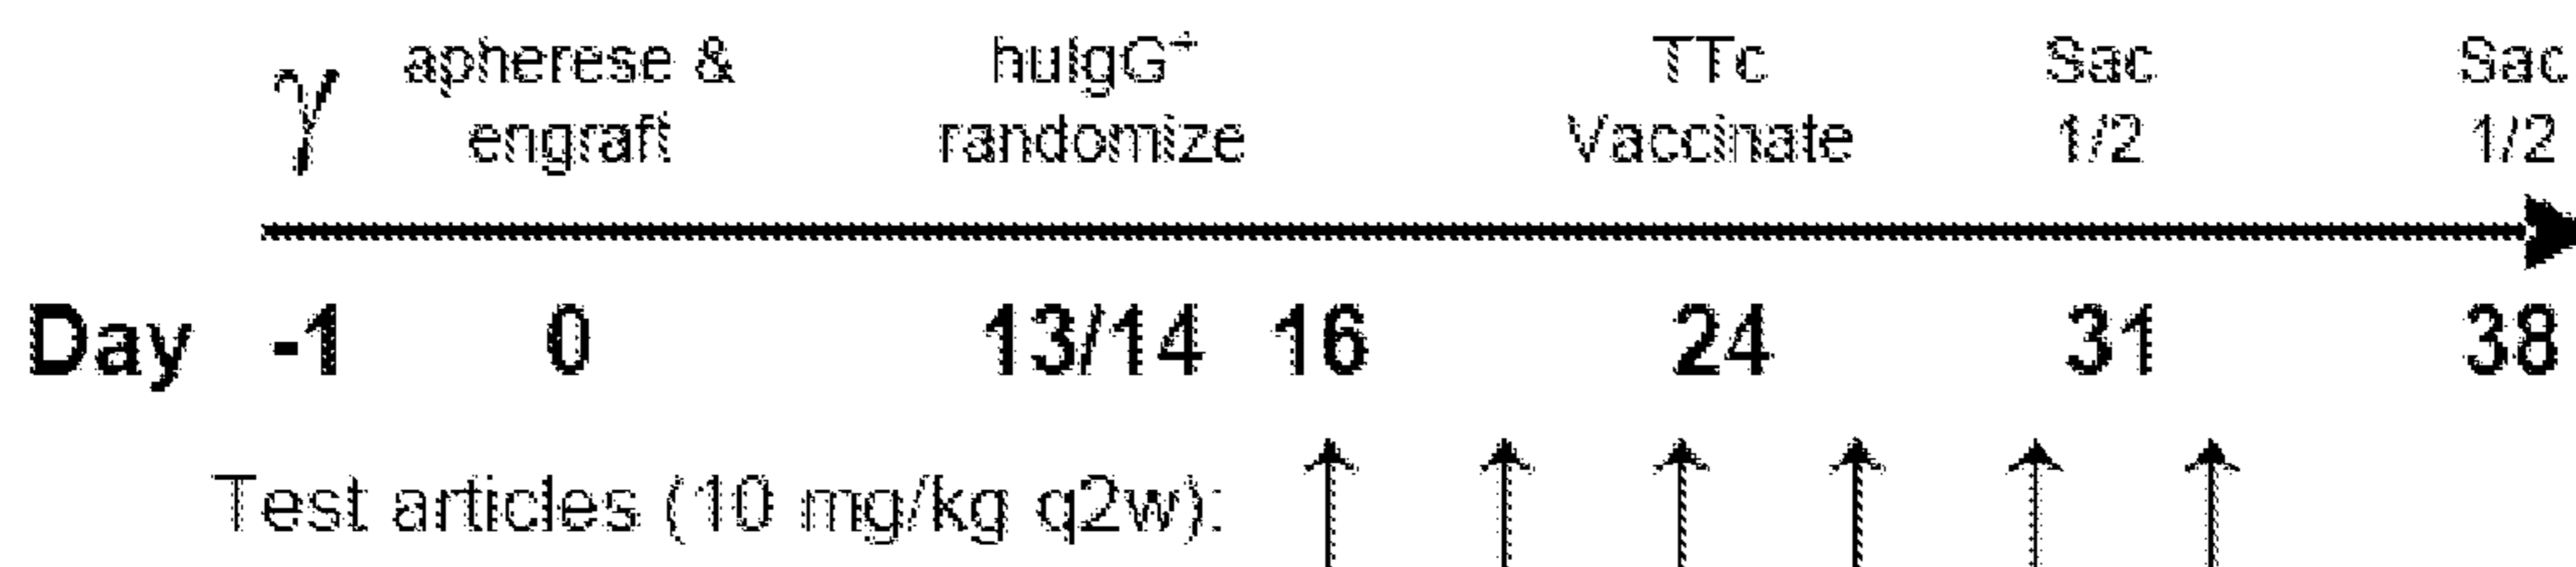 γ apherese & huIgG⁺ TTc Sac Sac
engraft randomize Vaccinate 1/2 1/2
Day -1 0 13/14 16 24 31 38
Test articles (10 mg/kg q2w):